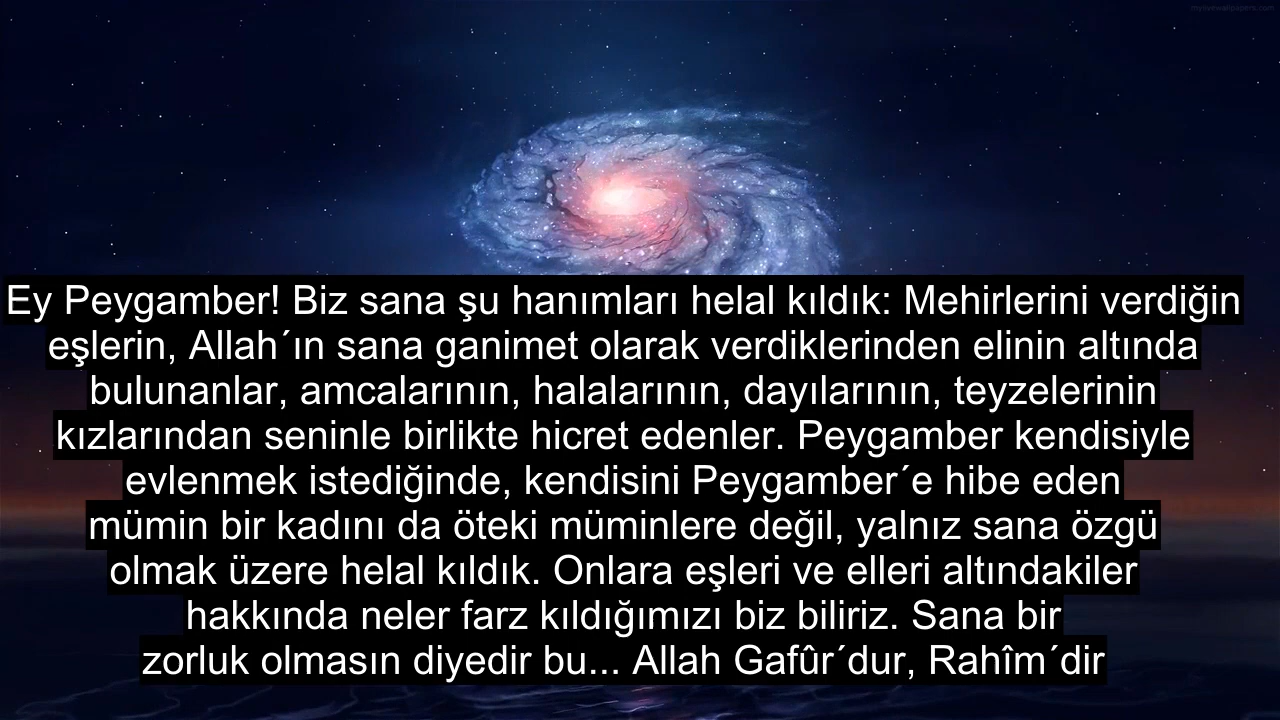 Ey Peygamber! Biz sana şu hanımları helal kıldık: Mehirlerini verdiğin
eşlerin, Allah´ın sana ganimet olarak verdiklerinden elinin altında
bulunanlar, amcalarının, halalarının, dayılarının, teyzelerinin
kızlarından seninle birlikte hicret edenler. Peygamber kendisiyle
evlenmek istediğinde, kendisini Peygamber´e hibe eden
mümin bir kadını da öteki müminlere değil, yalnız sana özgü
olmak üzere helal kıldık. Onlara eşleri ve elleri altındakiler
hakkında neler farz kıldığımızı biz biliriz. Sana bir
zorluk olmasın diyedir bu... Allah Gafûr´dur, Rahîm´dir